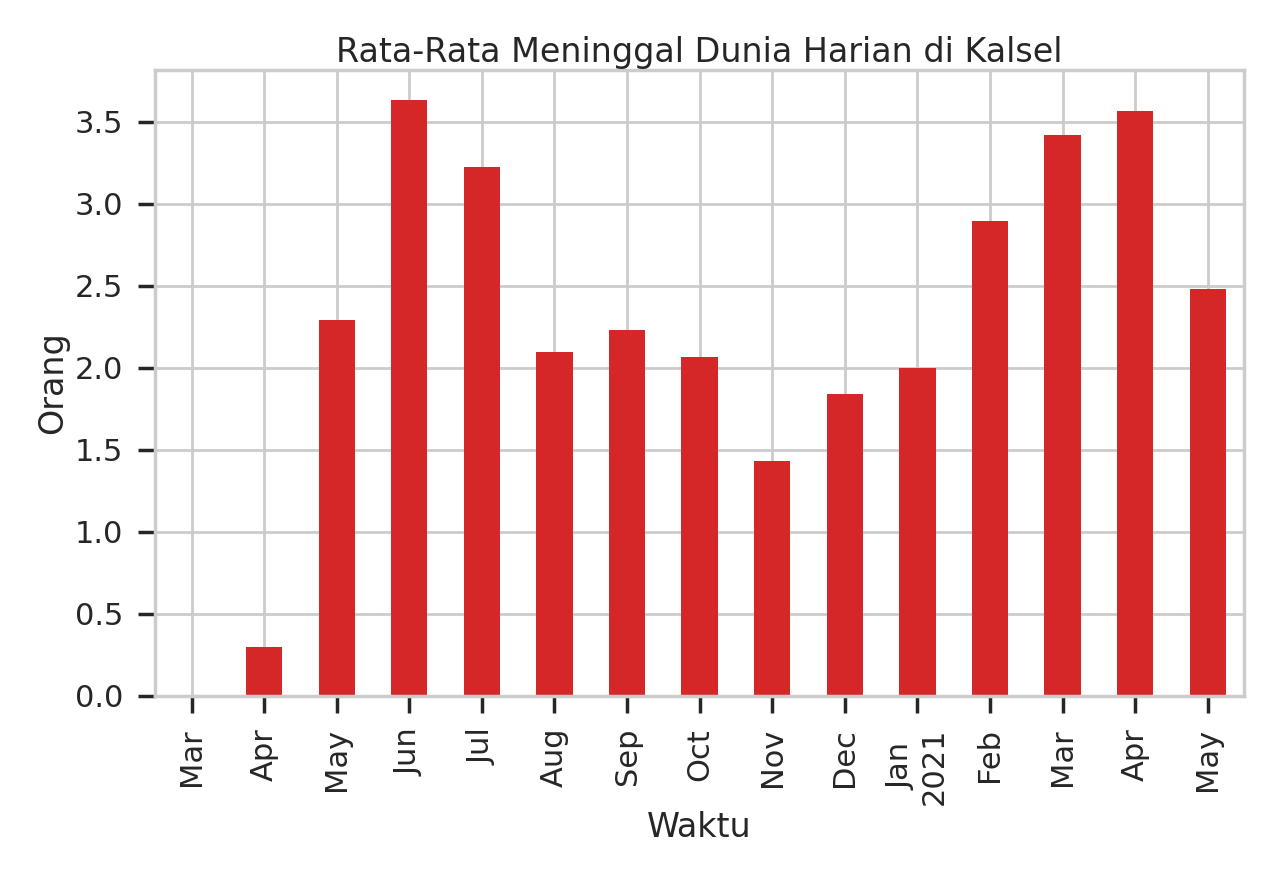 Rata-Rata Meninggal Dunia Harian di Kalsel
3.5
3.0
2.5
2.0
1.5
1.0
0.5
0.0
Orang
Mar
Apr
May
Jun
Jul
Aug
Sep
Oct
Nov
Dec
Jan
2021
Feb
Mar
Apr
May
Waktu